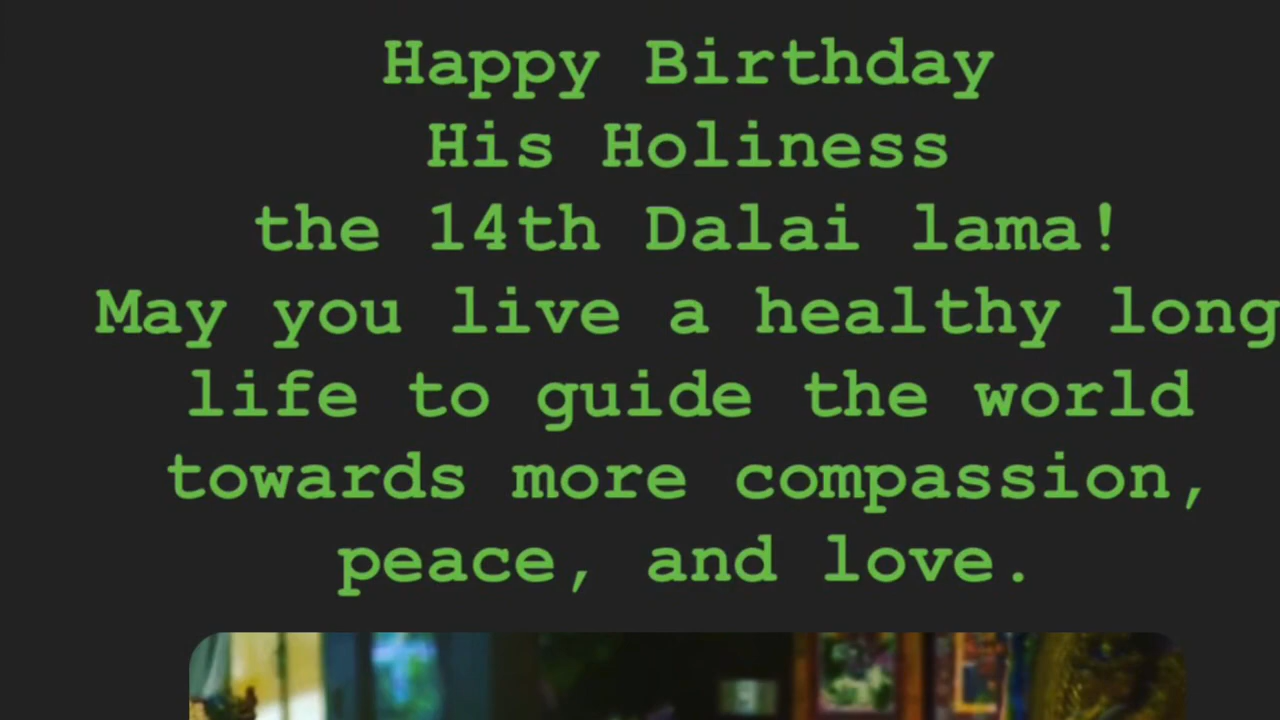 Happy Birthday
His Holiness
the 14th Dalai lama!
May you live a healthy long
life to guide the world
towards more compassion,
peace, and love.